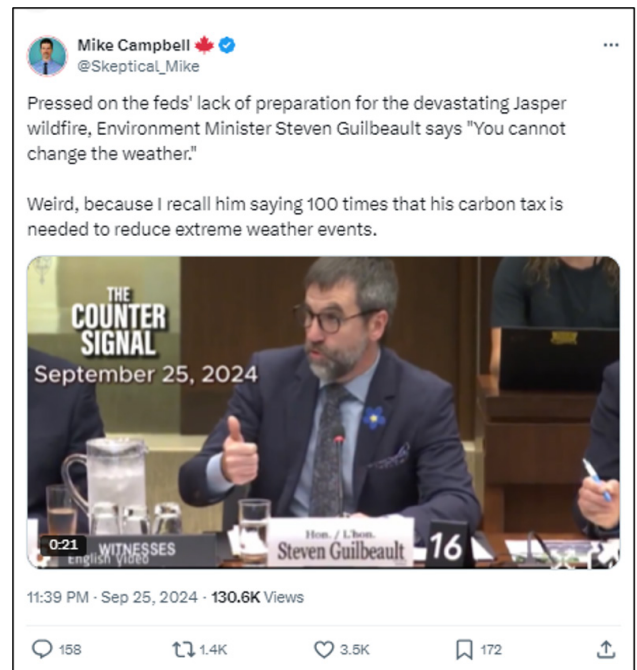 Mike Campbell
@Skeptical_Mike
Pressed on the feds' lack of preparation for the devastating Jasper
wildfire, Environment Minister Steven Guilbeault says "You cannot
change the weather."
Weird, because I recall him saying 100 times that his carbon tax is
needed to reduce extreme weather events.
THE
COUNTER
SIGNAL
September 25, 2024
Hon. / L'hon.
Steven Guilbeault
16
0:21
WITNESSES
English Video
11:39 PM · Sep 25, 2024 · 130.6K Views
158 1.4K 3.5K 172